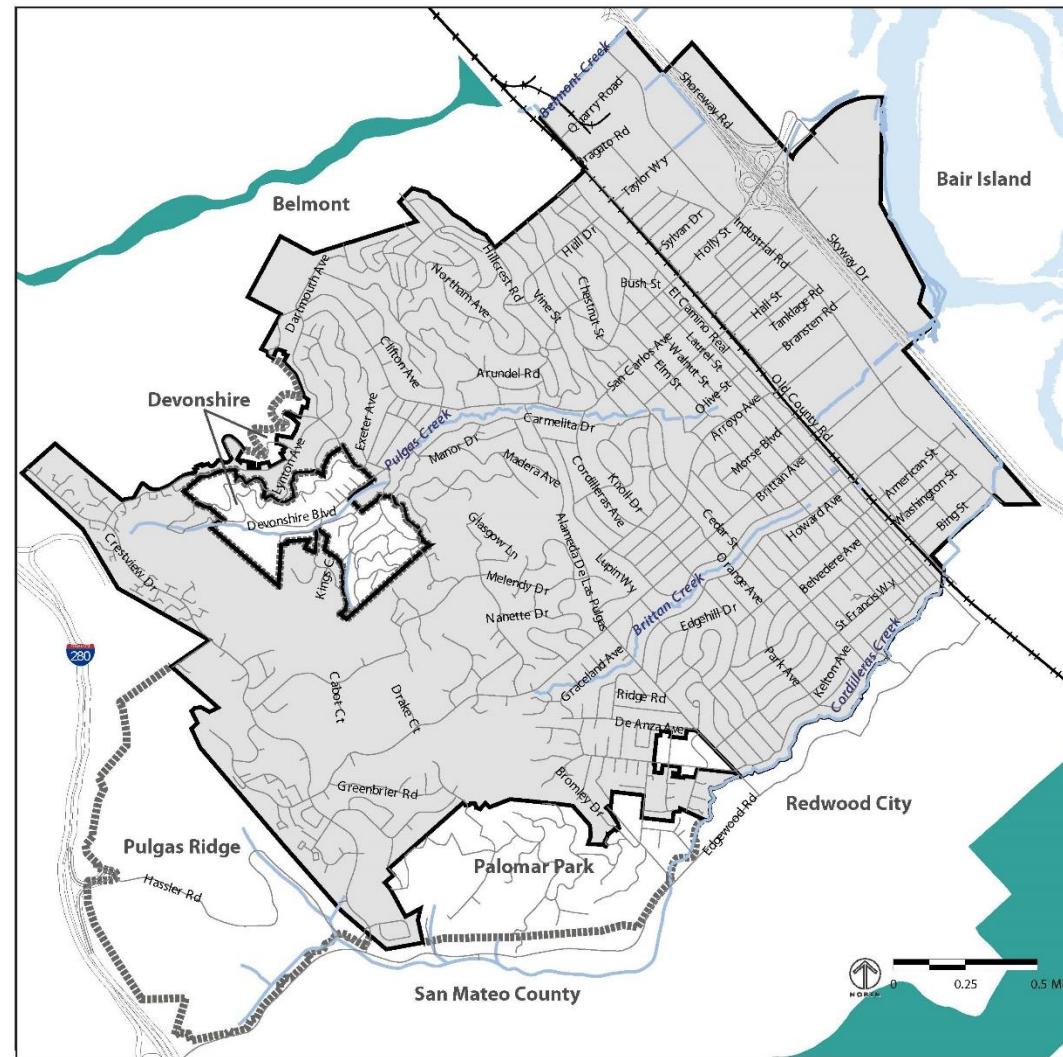 Belmont Creek
Quarry Road
Shoreway Rd
Bragato Rd
Taylor Wy
Bair Island
Belmont
Hull Dr
Sylvan Dr
Holly St
Industrial Rd
Skyway Dr
Hillcrest Rd
Northam Ave
Vine St
Chestnut St
Bush St
Dartmouth Ave
Hall St
Tanklage Rd
Bransten Rd
El Camino Real
Laurel St
Walnut St
Elm St
San Carlos Ave
Olive St
Clifton Ave
Arundel Rd
Old County Rd
Devonshire
Exeter Ave
Pulgas Creek
Carmelita Dr
Arroyo Ave
Manor Dr
Lynton Ave
Madera Ave
Cordilleras Ave
Knoll Dr
Morse Blvd
Brittan Ave
American St
Washington St
Bing St
Devonshire Blvd
Howard Ave
Crestview Dr
Glasgow Ln
Alameda De Las Pulgas
Cedar St
Kings C
Melendy Dr
Lupin Wy
Orange Ave
Belvedere Ave
Nanette Dr
Brittan Creek
Edgehill Dr
St Francis Wy
280
Graceland Ave
Park Ave
Kelton Ave
Cordilleras Creek
Cabot Ct
Drake Ct
Ridge Rd
De Anza Ave
Greenbrier Rd
Bromley Dr
Edgewood Rd
Redwood City
Pulgas Ridge
Hassler Rd
Palomar Park
San Mateo County
NORTH
0 0.25 0.5 Mi